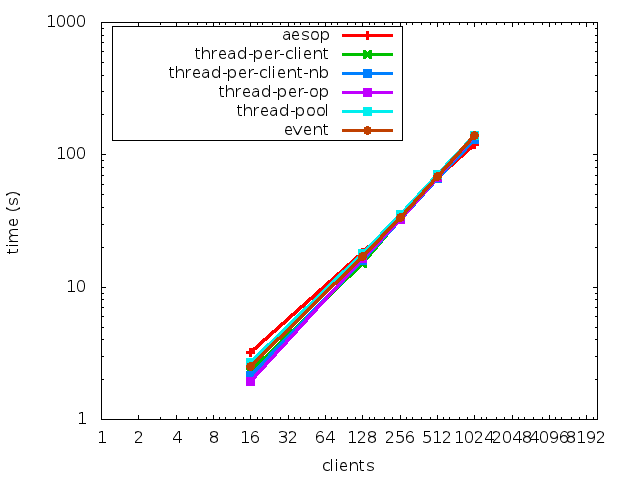 1000
100
10
1
time (s)
aesop
thread-per-client
thread-per-client-nb
thread-per-op
thread-pool
event
1 2 4 8 16 32 64 128 256 512 1024 2048 4096 8192
clients